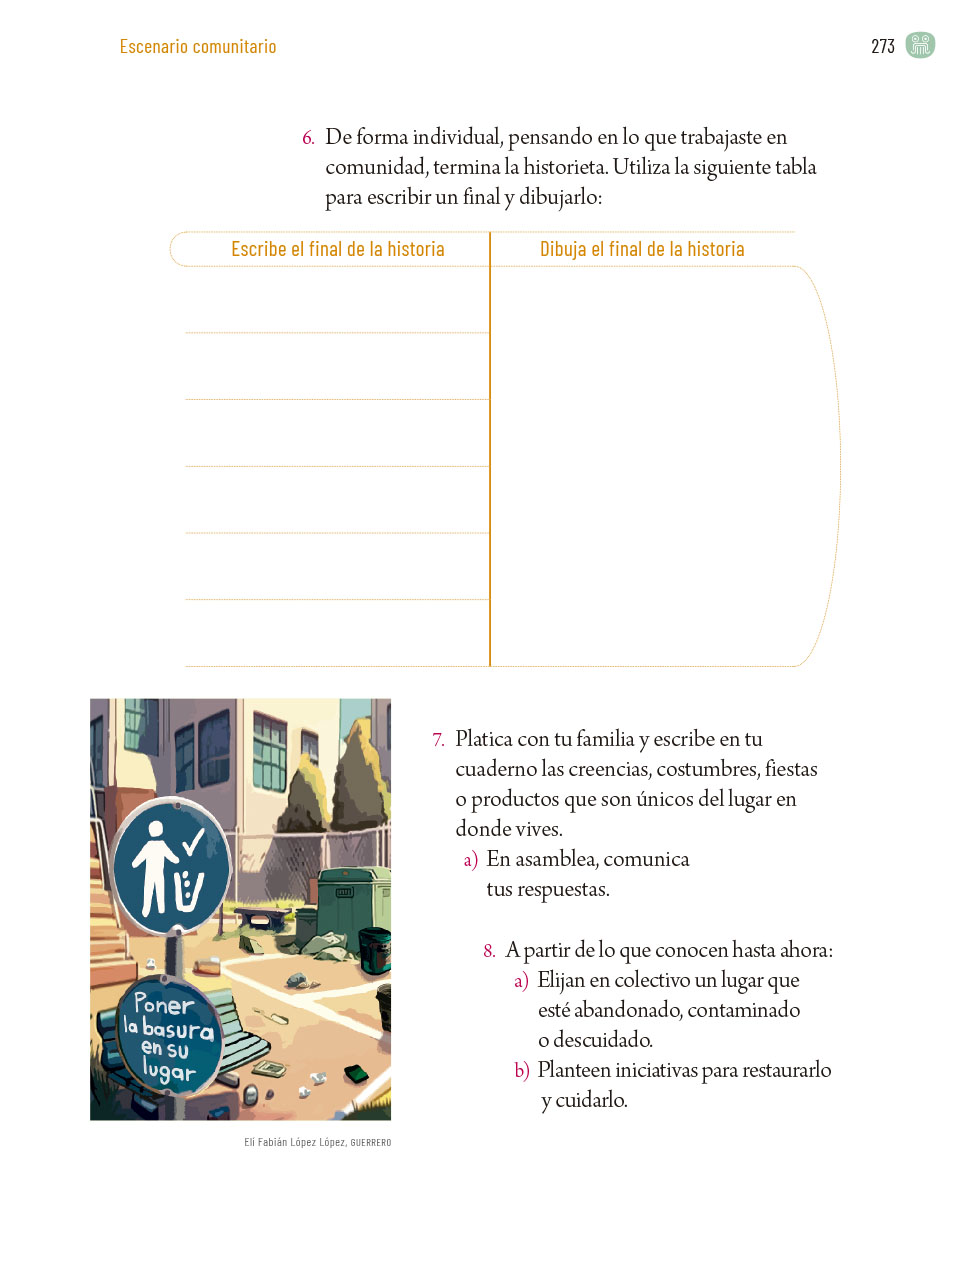 Escenario comunitario
273
6. De forma individual, pensando en lo que trabajaste en
comunidad, termina la historieta. Utiliza la siguiente tabla
para escribir un final y dibujarlo:
Escribe el final de la historia
Dibuja el final de la historia
7. Platica con tu familia y escribe en tu
cuaderno las creencias, costumbres, fiestas
o productos que son únicos del lugar en
donde vives.
a) En asamblea, comunica
tus respuestas.
8. A partir de lo que conocen hasta ahora:
a) Elijan en colectivo un lugar que
esté abandonado, contaminado
o descuidado.
b) Planteen iniciativas para restaurarlo
y cuidarlo.
Poner
la basura
en su
lugar
Elí Fabián López López, GUERRERO